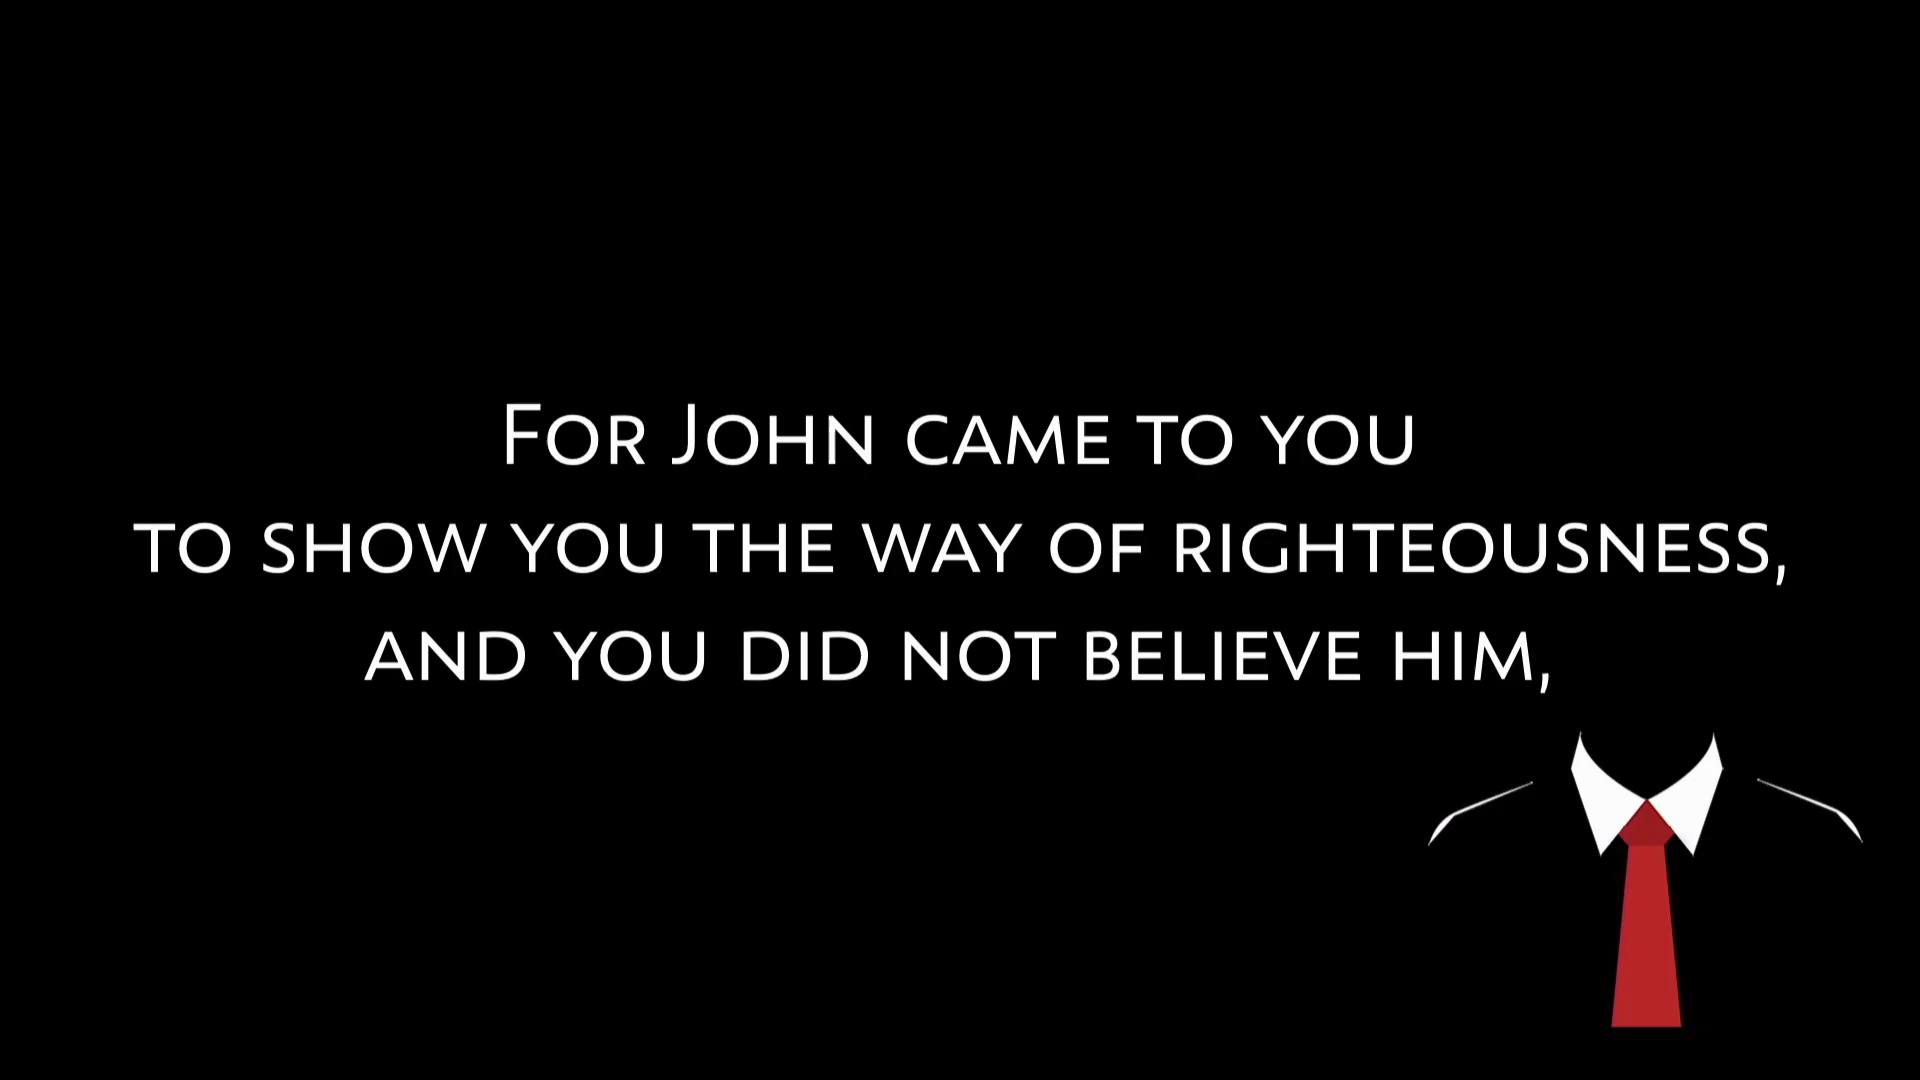 For John came to you
to show you the way of righteousness,
and you did not believe him,